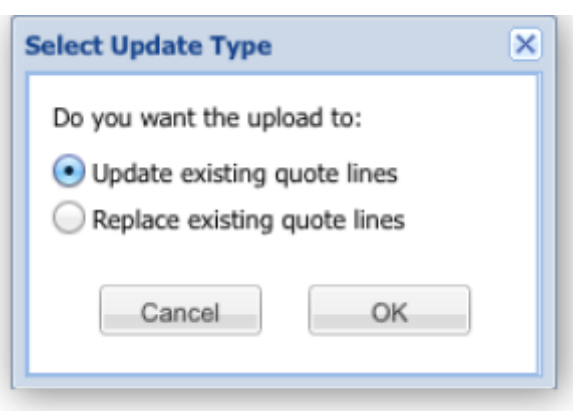 Select Update Type
Do you want the upload to:
Update existing quote lines
Replace existing quote lines
Cancel OK